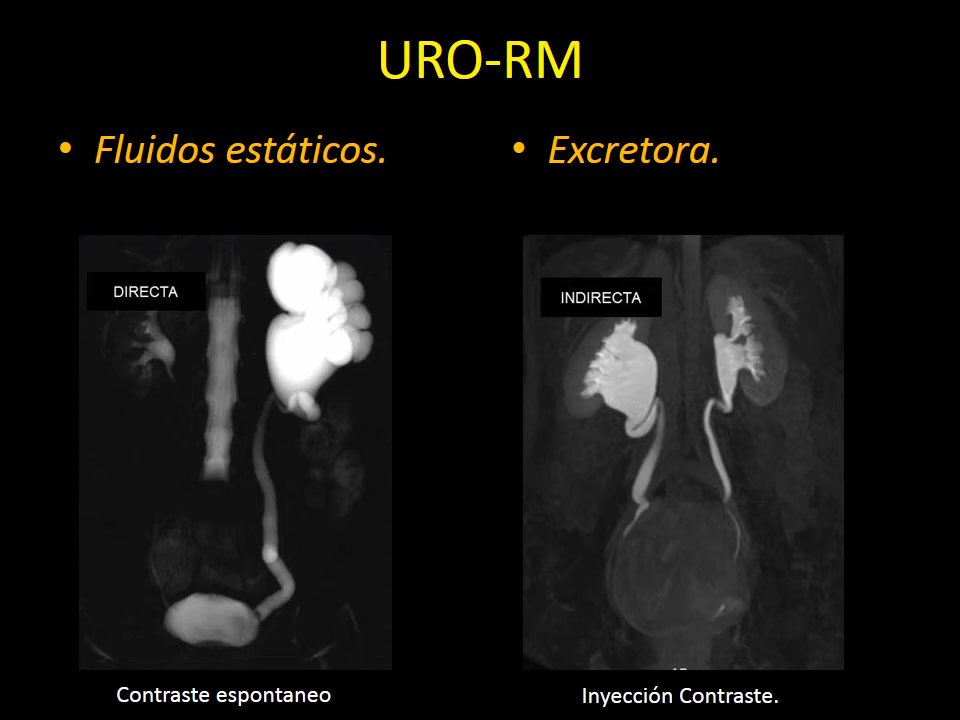 URO-RM
• Fluidos estáticos.
• Excretora.
DIRECTA
INDIRECTA
Contraste espontaneo
Inyección Contraste.